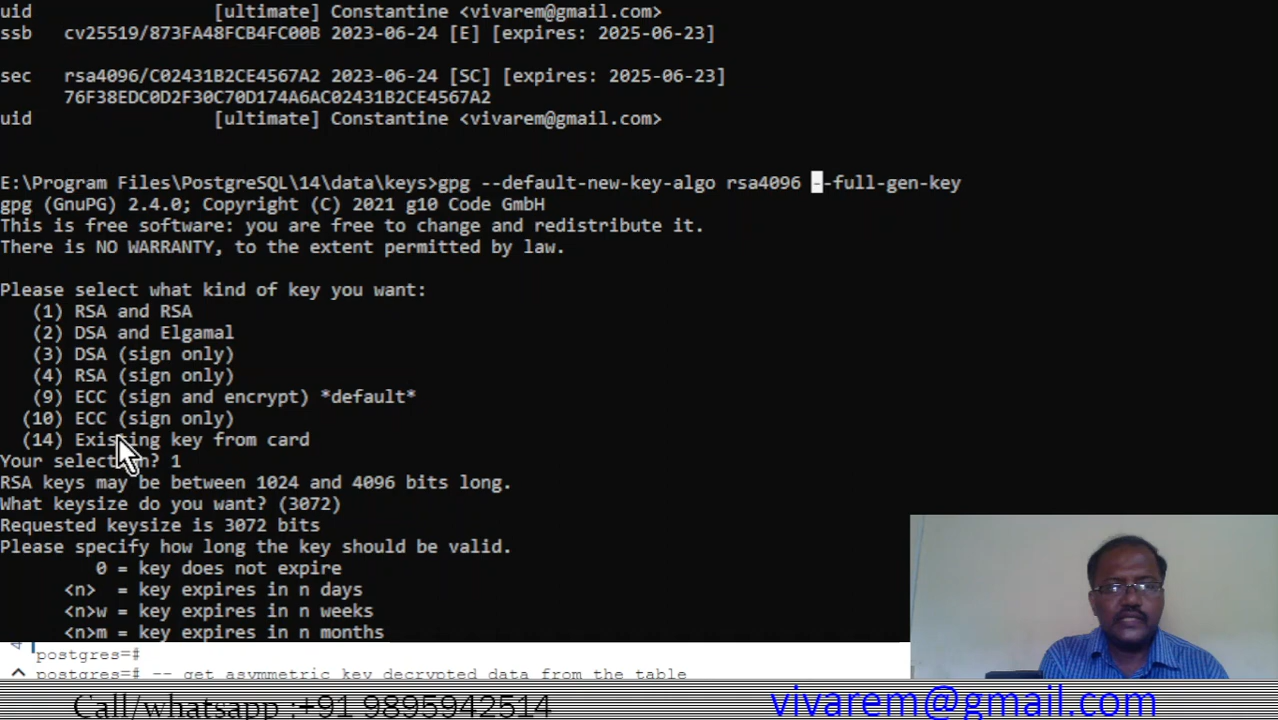 uid [ultimate] Constantine <vivarem@gmail.com>
ssb cv25519/873FA48FCB4FC00B 2023-06-24 [E] [expires: 2025-06-23]
sec rsa4096/C02431B2CE4567A2 2023-06-24 [SC] [expires: 2025-06-23]
76F38EDC0D2F30C70D174A6AC02431B2CE4567A2
uid [ultimate] Constantine <vivarem@gmail.com>
E:\Program Files\PostgreSQL\14\data\keys>gpg --default-new-key-algo rsa4096 --full-gen-key
gpg (GnuPG) 2.4.0; Copyright (C) 2021 g10 Code GmbH
This is free software: you are free to change and redistribute it.
There is NO WARRANTY, to the extent permitted by law.
Please select what kind of key you want:
(1) RSA and RSA
(2) DSA and Elgamal
(3) DSA (sign only)
(4) RSA (sign only)
(9) ECC (sign and encrypt) *default*
(10) ECC (sign only)
(14) Existing key from card
Your selection? 1
RSA keys may be between 1024 and 4096 bits long.
What keysize do you want? (3072)
Requested keysize is 3072 bits
Please specify how long the key should be valid.
0 = key does not expire
<n> = key expires in n days
<n>w = key expires in n weeks
<n>m = key expires in n months
postgres=#
postgres=# -- get asymmetric key decrypted data from the table
Call/whatsapp :+91 9895942514
vivarem@gmail.com